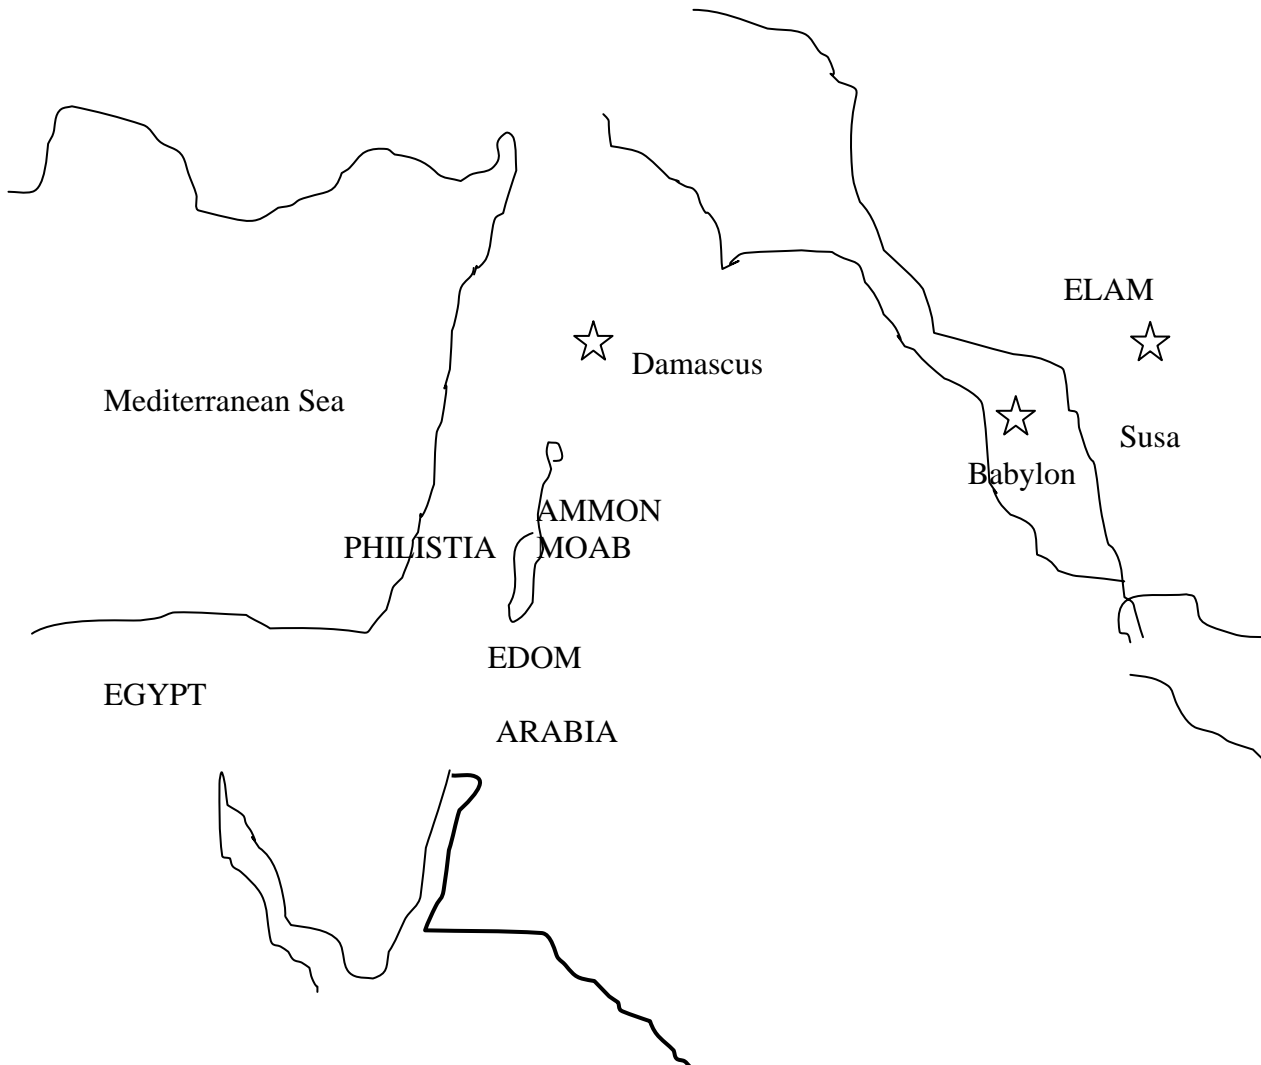 ELAM
Damascus
Mediterranean Sea
Susa
Babylon
AMMON
PHILISTIA MOAB
EDOM
EGYPT
ARABIA